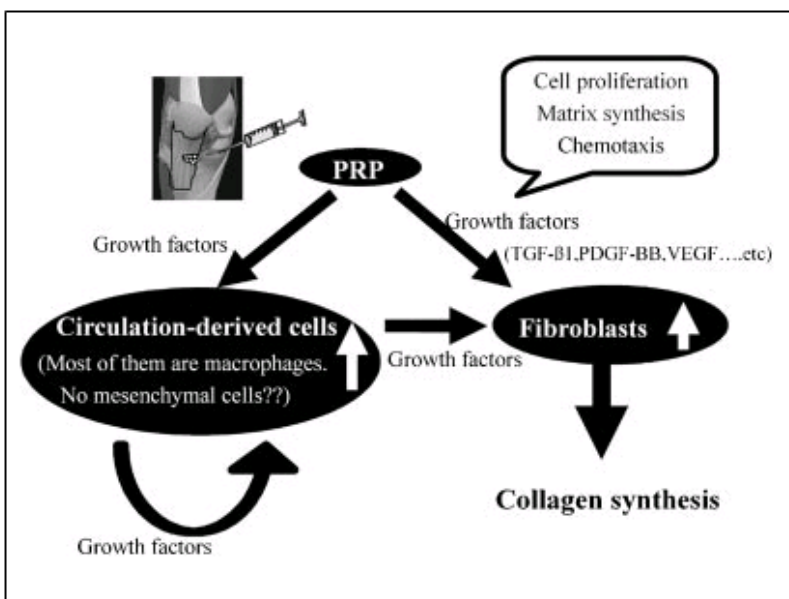 Cell proliferation
Matrix synthesis
Chemotaxis
PRP
Growth factors
Growth factors
(TGF-ß1,PDGF-BB,VEGF….etc)
Circulation-derived cells
(Most of them are macrophages.
No mesenchymal cells??)
Growth factors
Fibroblasts
Growth factors
Collagen synthesis